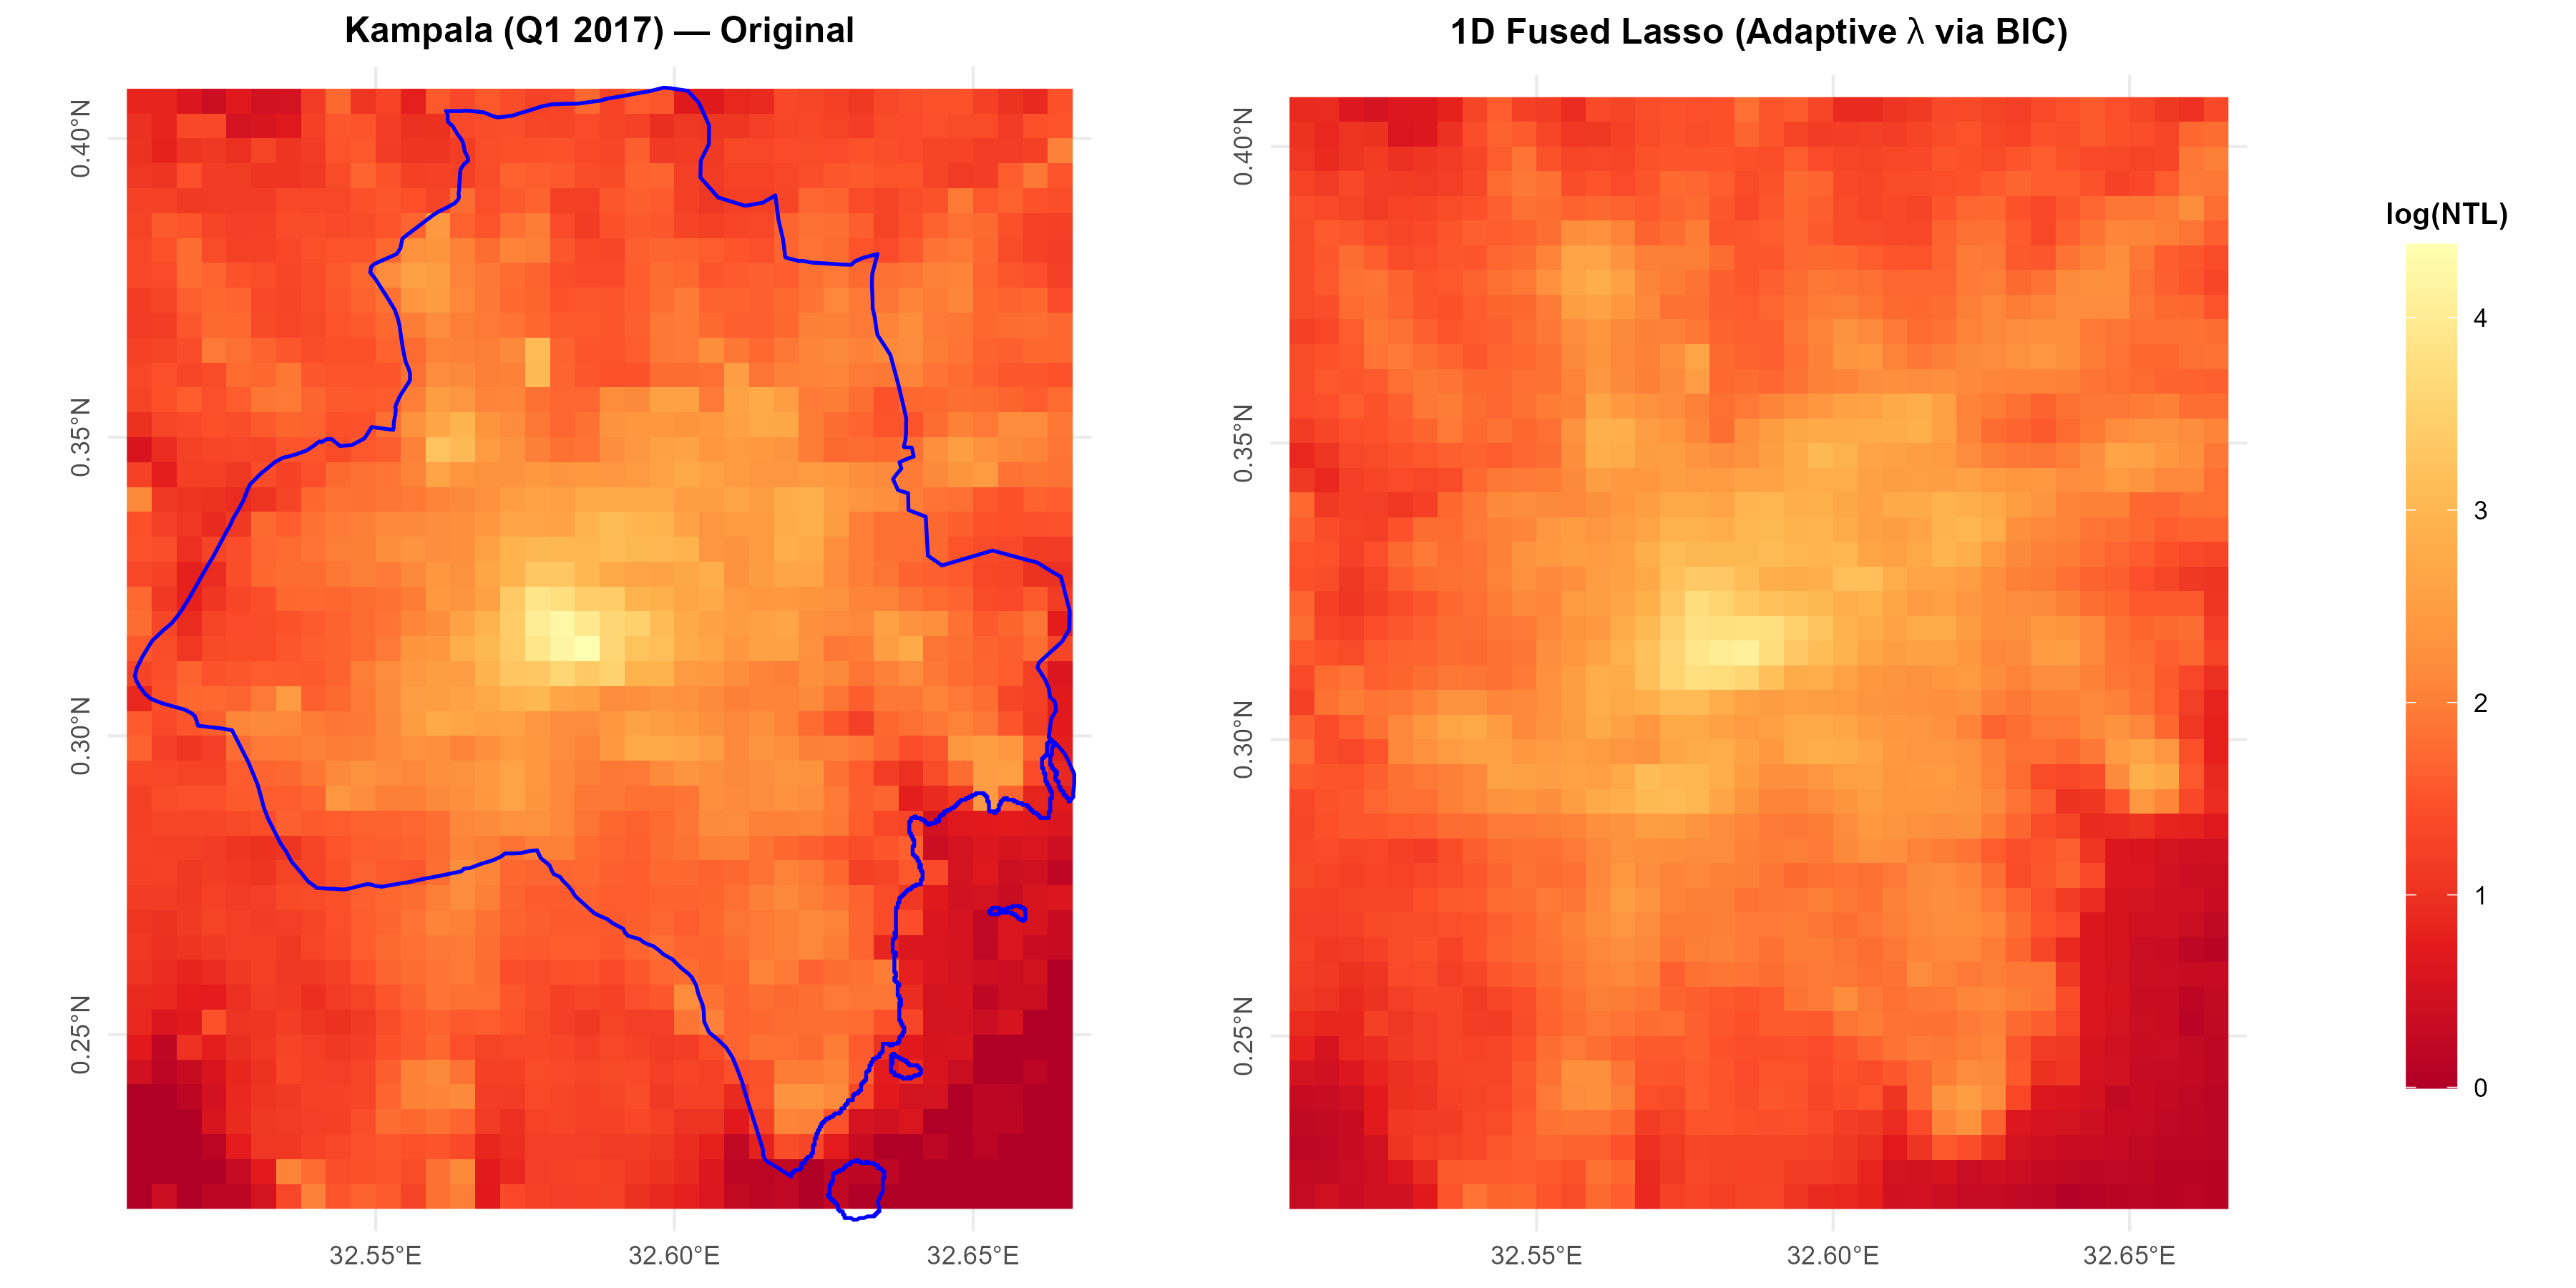 Kampala (Q1 2017) — Original
0.40°N
0.35°N
0.30°N
0.25°N
32.55°E
32.60°E
32.65°E
1D Fused Lasso (Adaptive λ via BIC)
0.40°N
0.35°N
0.30°N
0.25°N
32.55°E
32.60°E
32.65°E
log(NTL)
4
3
2
1
0